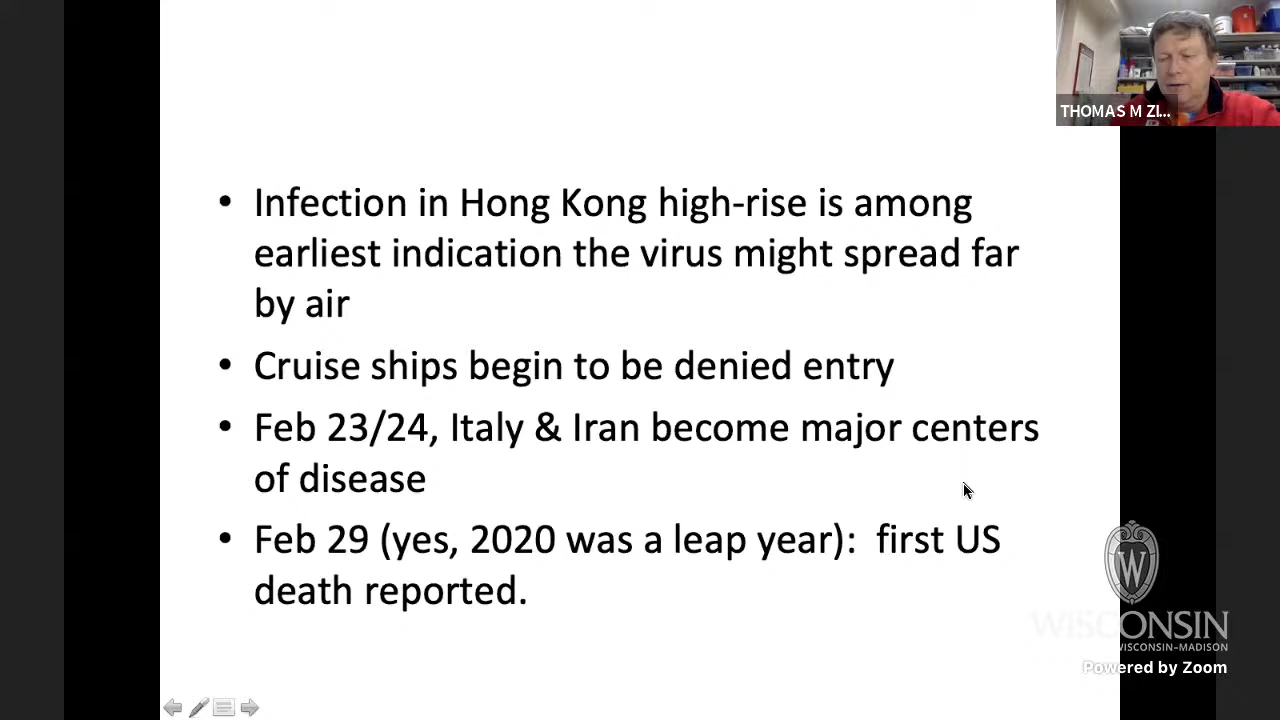 THOMAS M ZI...
• Infection in Hong Kong high-rise is among
earliest indication the virus might spread far
by air
• Cruise ships begin to be denied entry
• Feb 23/24, Italy & Iran become major centers
of disease
• Feb 29 (yes, 2020 was a leap year):  first US
death reported.
W
WISCONSIN
WISCONSIN–MADISON
Powered by Zoom